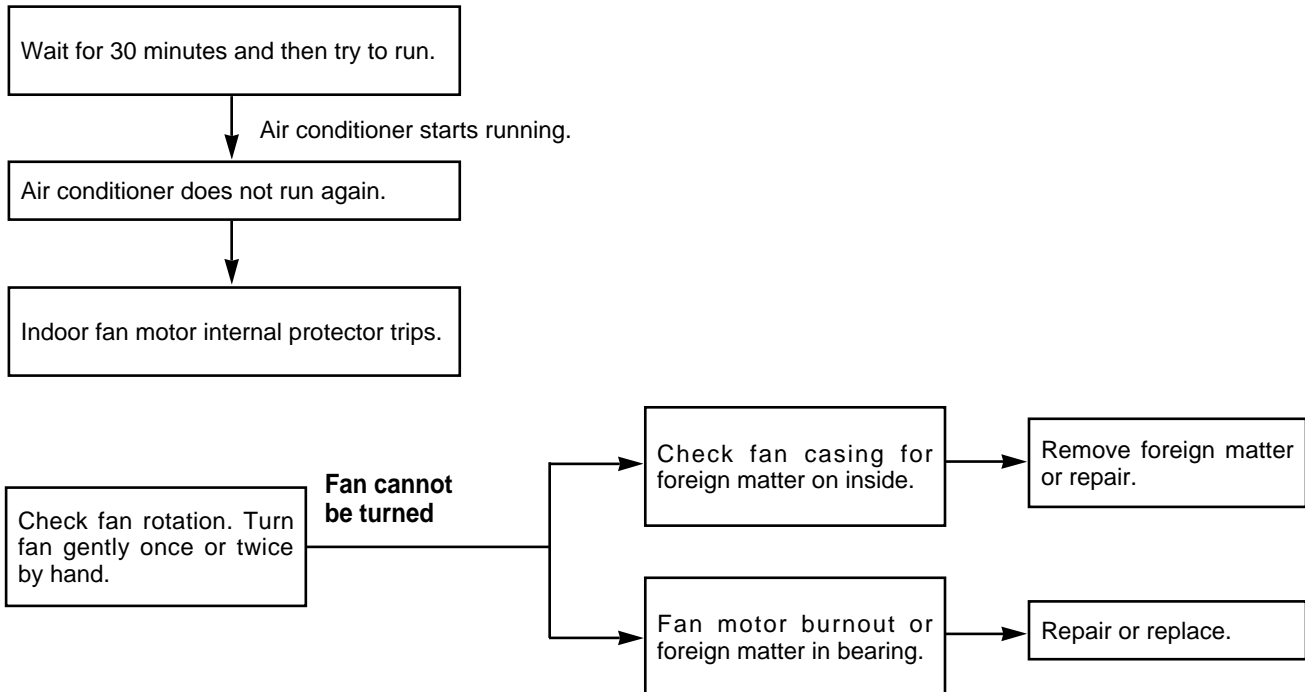 Wait for 30 minutes and then try to run.
Air conditioner starts running.
Air conditioner does not run again.
Indoor fan motor internal protector trips.
Check fan rotation. Turn
fan gently once or twice
by hand.
Fan cannot
be turned
Check fan casing for
foreign matter on inside.
Remove foreign matter
or repair.
Fan motor burnout or
foreign matter in bearing.
Repair or replace.